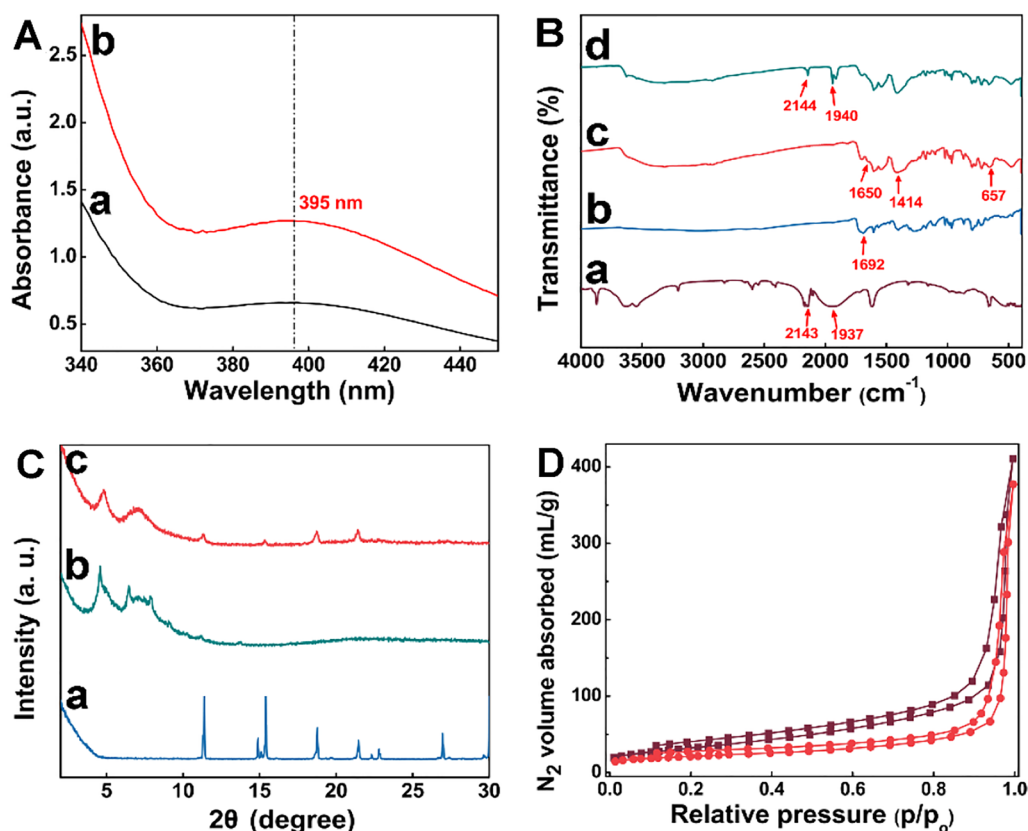 A
b
a
395 nm
2.5
2.0
1.5
1.0
0.5
340 360 380 400 420 440
Absorbance (a.u.)
Wavelength (nm)
B
d
2144
1940
c
1650
1414
657
b
1692
a
2143
1937
4000 3500 3000 2500 2000 1500 1000 500
Transmittance (%)
Wavenumber (cm⁻¹)
C
c
b
a
5 10 15 20 25 30
Intensity (a. u.)
2θ (degree)
D
400
300
200
100
0
0.0 0.2 0.4 0.6 0.8 1.0
N₂ volume absorbed (mL/g)
Relative pressure (p/pₒ)